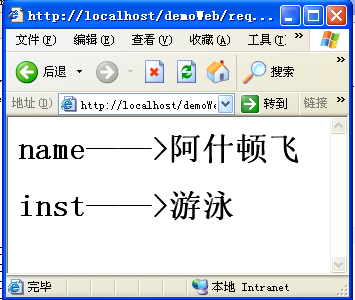 http://localhost/demoWeb/req...
文件(F) 编辑(E) 查看(V) 收藏(A) 工具(T) »
后退 搜索 »
地址(D) http://localhost/demoWe 转到 链接 »
name————>阿什顿飞
inst————>游泳
完毕 本地 Intranet